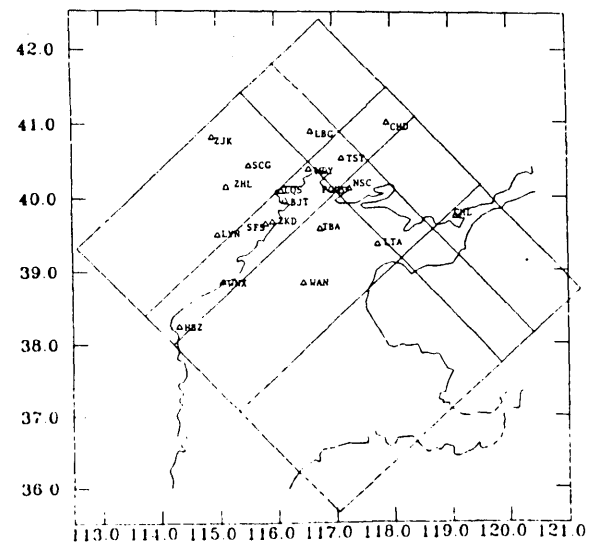 42.0
41.0
40.0
39.0
38.0
37.0
36.0
113.0 114.0 115.0 116.0 117.0 118.0 119.0 120.0 121.0
LBG
CHD
ZJK
TST
SCG
ZHL
NSC
LQS
BJT
SFS
ZKD
TBA
LYN
LTA
WAN
HBZ